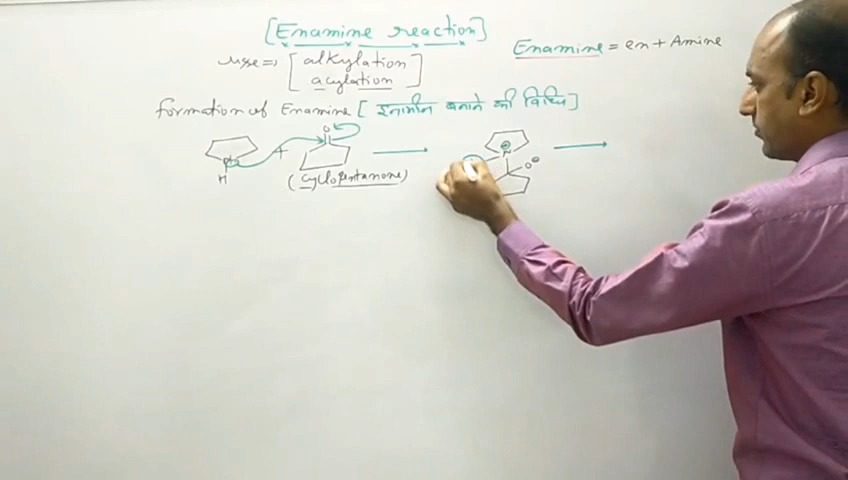 [Enamine reaction]
Use => [alkylation
acylation]
Enamine = en + Amine
Formation of Enamine [इनामीन बनाने की विधि]
O
N
H
+
(cyclopentanone)
⊕
N
O⊖